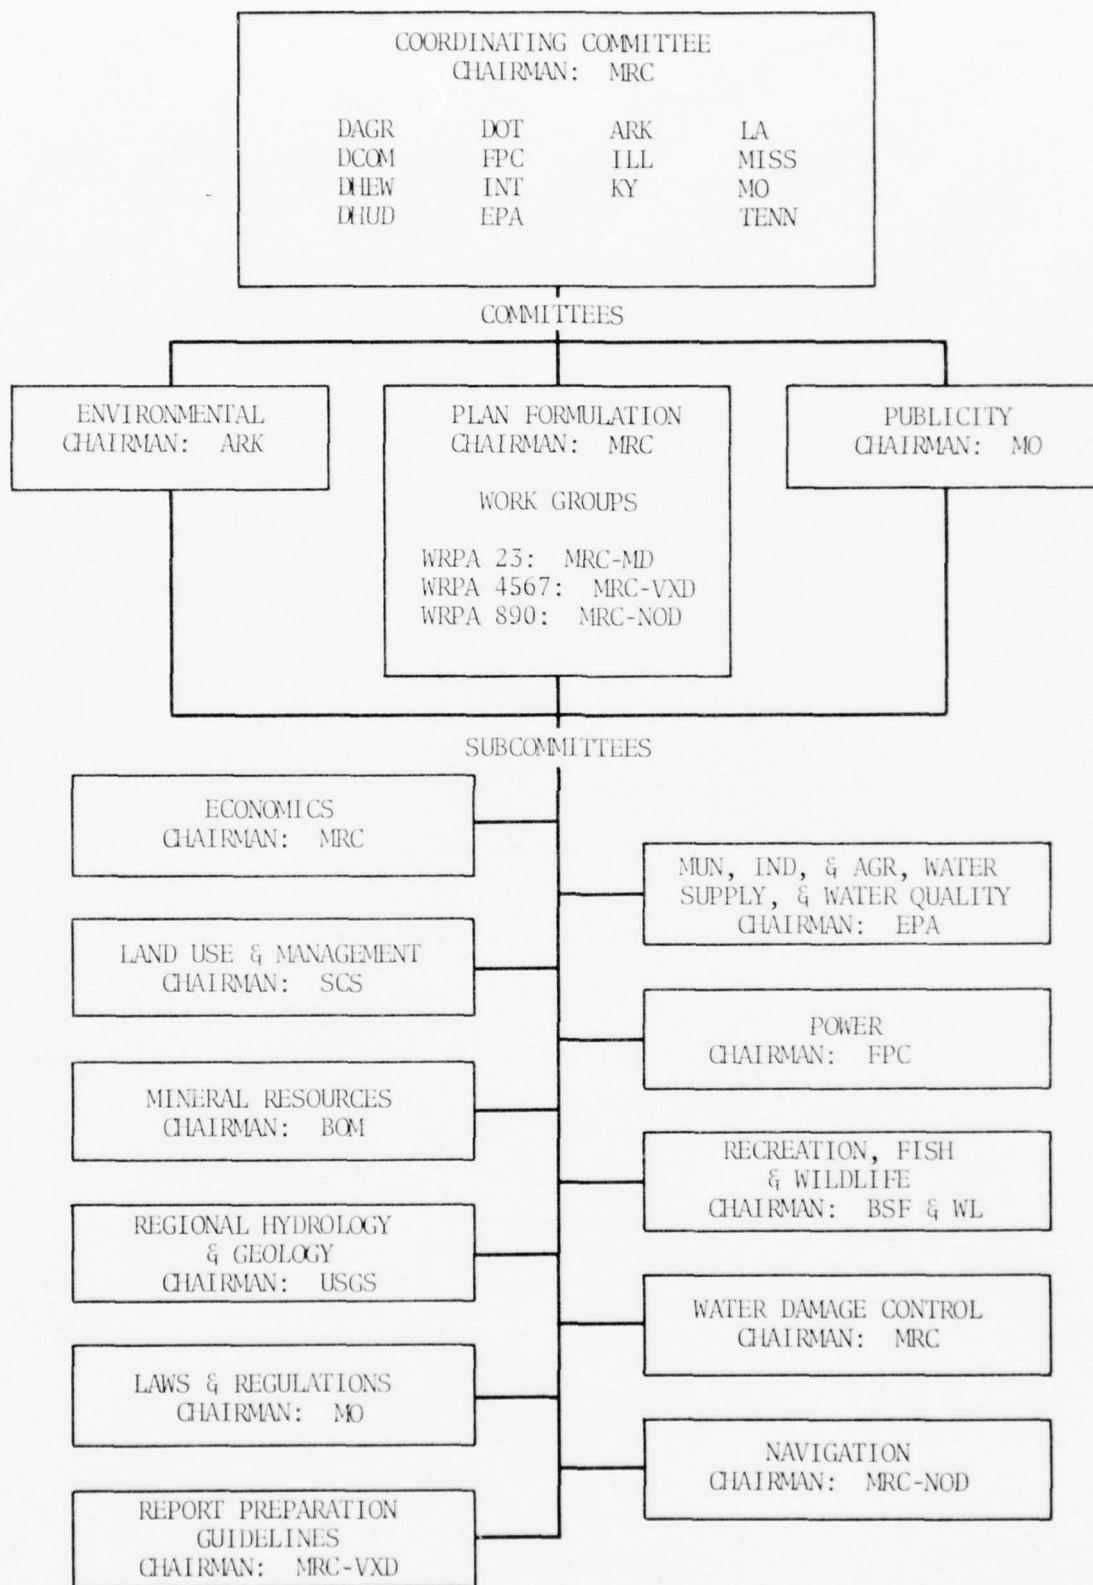 COORDINATING COMMITTEE
CHAIRMAN: MRC
DAGR DOT ARK LA
DCOM FPC ILL MISS
DHEW INT KY MO
DHUD EPA TENN
COMMITTEES
ENVIRONMENTAL
CHAIRMAN: ARK
PLAN FORMULATION
CHAIRMAN: MRC
WORK GROUPS
WRPA 23: MRC-MD
WRPA 4567: MRC-VXD
WRPA 890: MRC-NOD
PUBLICITY
CHAIRMAN: MO
SUBCOMMITTEES
ECONOMICS
CHAIRMAN: MRC
MUN, IND, & AGR, WATER
SUPPLY, & WATER QUALITY
CHAIRMAN: EPA
LAND USE & MANAGEMENT
CHAIRMAN: SCS
POWER
CHAIRMAN: FPC
MINERAL RESOURCES
CHAIRMAN: BOM
RECREATION, FISH
& WILDLIFE
CHAIRMAN: BSF & WL
REGIONAL HYDROLOGY
& GEOLOGY
CHAIRMAN: USGS
WATER DAMAGE CONTROL
CHAIRMAN: MRC
LAWS & REGULATIONS
CHAIRMAN: MO
NAVIGATION
CHAIRMAN: MRC-NOD
REPORT PREPARATION
GUIDELINES
CHAIRMAN: MRC-VXD